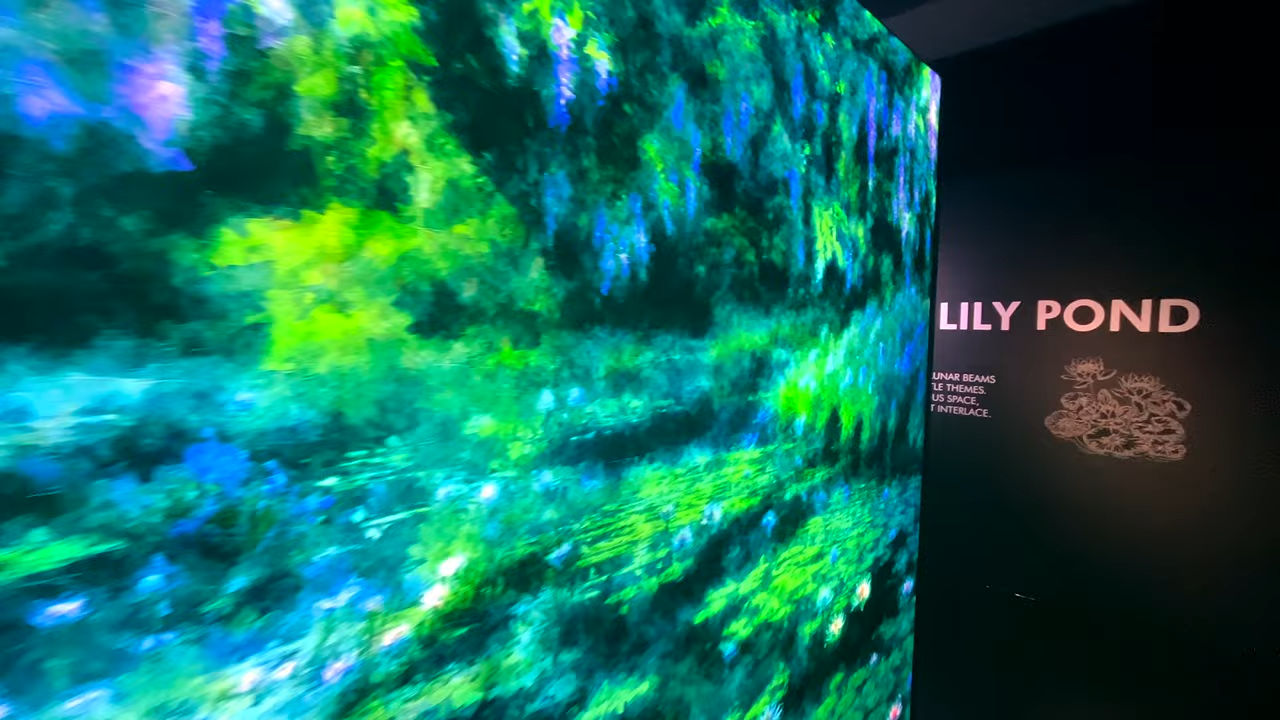 LILY POND
LUNAR BEAMS
TLE THEMES.
US SPACE,
T INTERLACE.